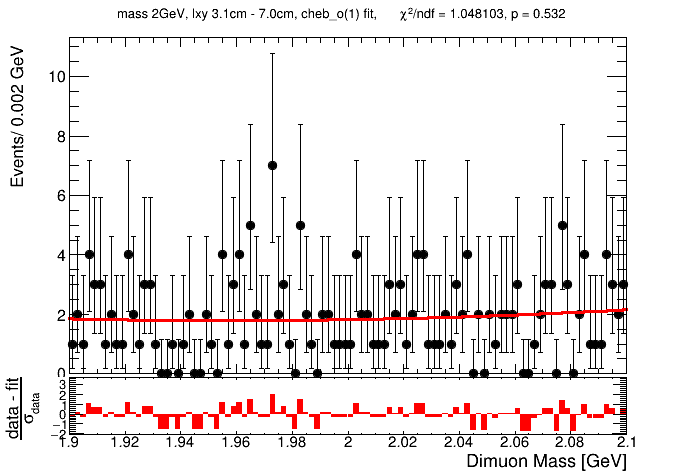 mass 2GeV, lxy 3.1cm - 7.0cm, cheb_o(1) fit, χ²/ndf = 1.048103, p = 0.532
Events/ 0.002 GeV
10
8
6
4
2
0
data - fit
σdata
3
2
1
0
−1
−2
1.9 1.92 1.94 1.96 1.98 2 2.02 2.04 2.06 2.08 2.1
Dimuon Mass [GeV]